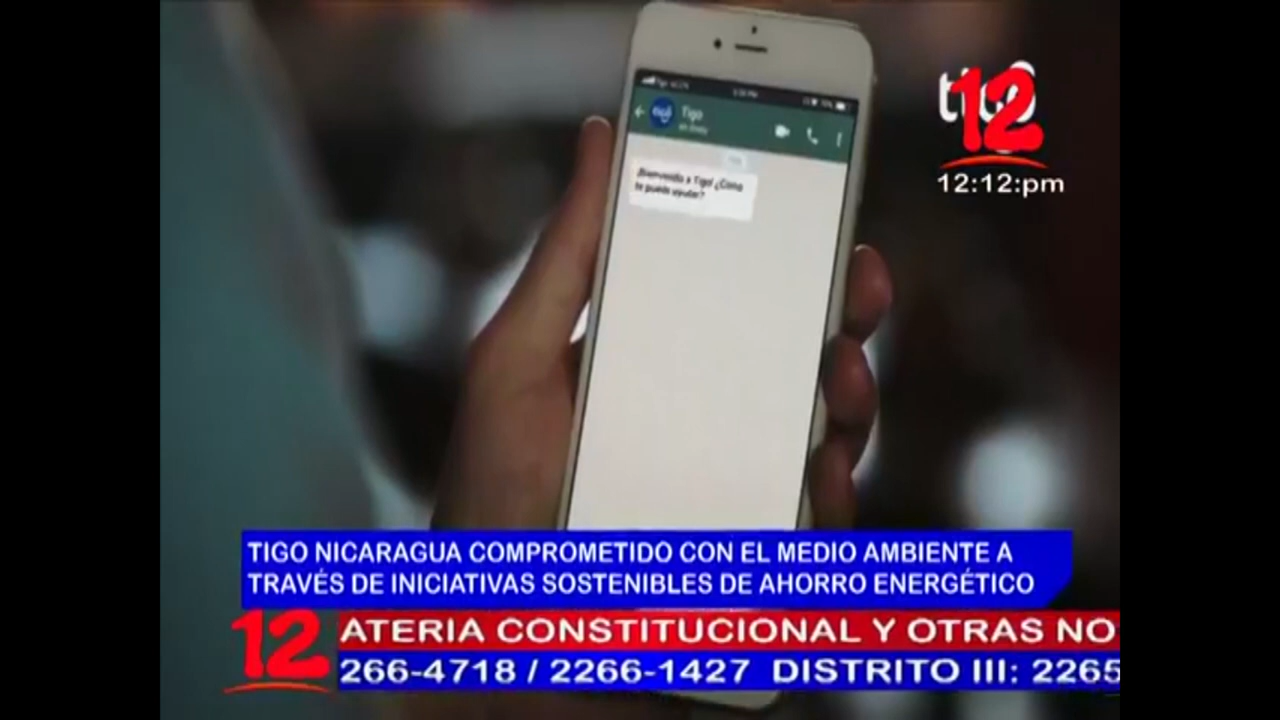 tigo
12
12:12:pm
Tigo
en línea
¡Bienvenido a Tigo! ¿Como
te puedo ayudar?
TIGO NICARAGUA COMPROMETIDO CON EL MEDIO AMBIENTE A
TRAVÉS DE INICIATIVAS SOSTENIBLES DE AHORRO ENERGÉTICO
12
ATERIA CONSTITUCIONAL Y OTRAS NO
266-4718 / 2266-1427 DISTRITO III: 2265